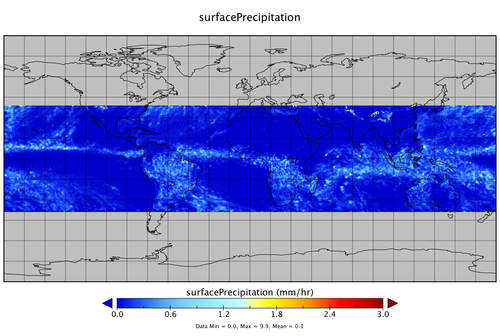 surfacePrecipitation
surfacePrecipitation (mm/hr)
0.0 0.6 1.2 1.8 2.4 3.0
Data Min = 0.0, Max = 9.9, Mean = 0.1